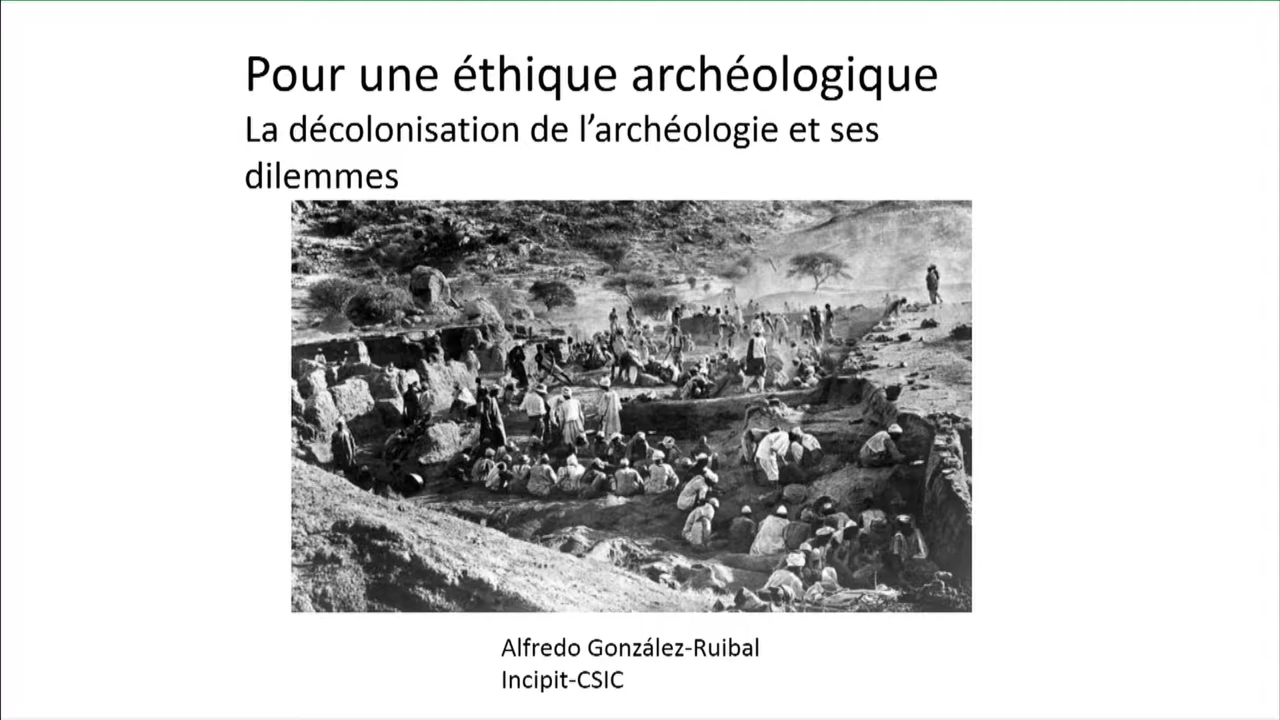 Pour une éthique archéologique
La décolonisation de l’archéologie et ses
dilemmes
Alfredo González-Ruibal
Incipit-CSIC